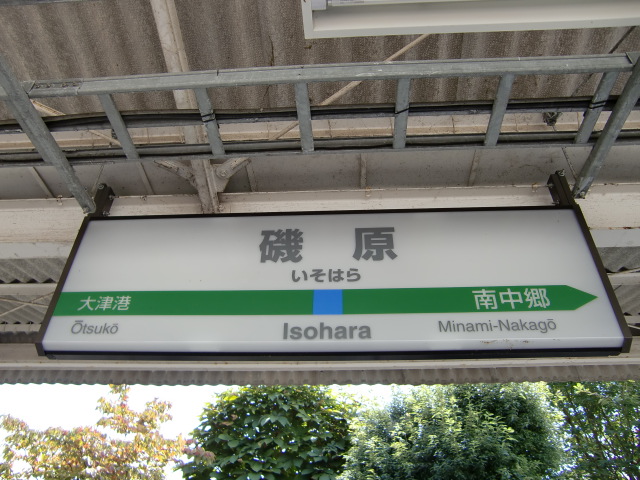 磯原
いそはら
大津港 南中郷
Ōtsukō Isohara Minami-Nakagō